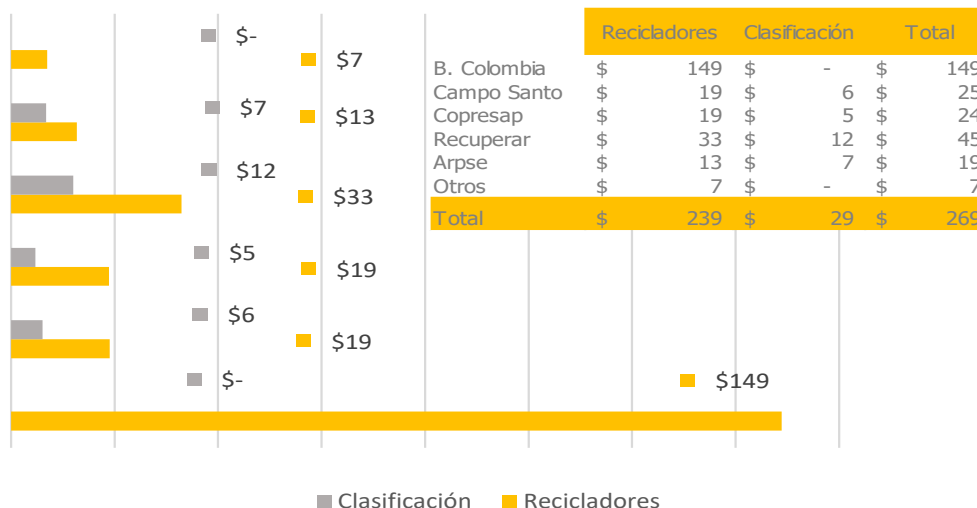 Recicladores Clasificación Total
B. Colombia $ 149 $ - $ 149
Campo Santo $ 19 $ 6 $ 25
Copresap $ 19 $ 5 $ 24
Recuperar $ 33 $ 12 $ 45
Arpse $ 13 $ 7 $ 19
Otros $ 7 $ - $ 7
Total $ 239 $ 29 $ 269
$-
$7
$7
$13
$12
$33
$5
$19
$6
$19
$-
$149
Clasificación Recicladores